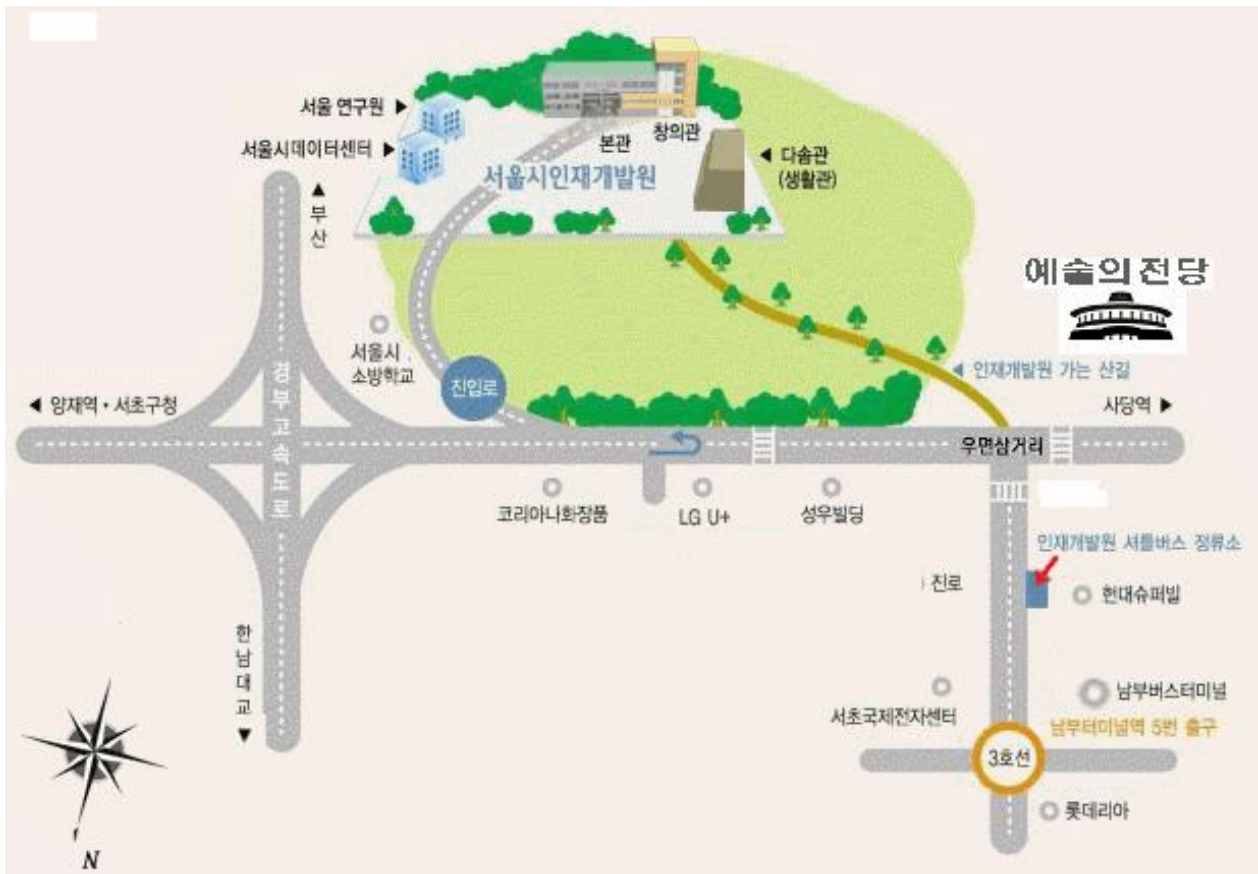 서울 연구원 ▶
서울시데이터센터 ▶
본관
창의관
◀ 다솜관
(생활관)
서울시인재개발원
▲
부산
예술의전당
서울시
소방학교
진입로
경부고속도로
◀ 양재역·서초구청
◀ 인재개발원 가는 산길
사당역 ▶
우면삼거리
코리아나화장품
LG U+
성우빌딩
인재개발원 셔틀버스 정류소
진로
현대슈퍼빌
한남대교
▼
서초국제전자센터
남부버스터미널
남부터미널역 5번 출구
3호선
롯데리아
N